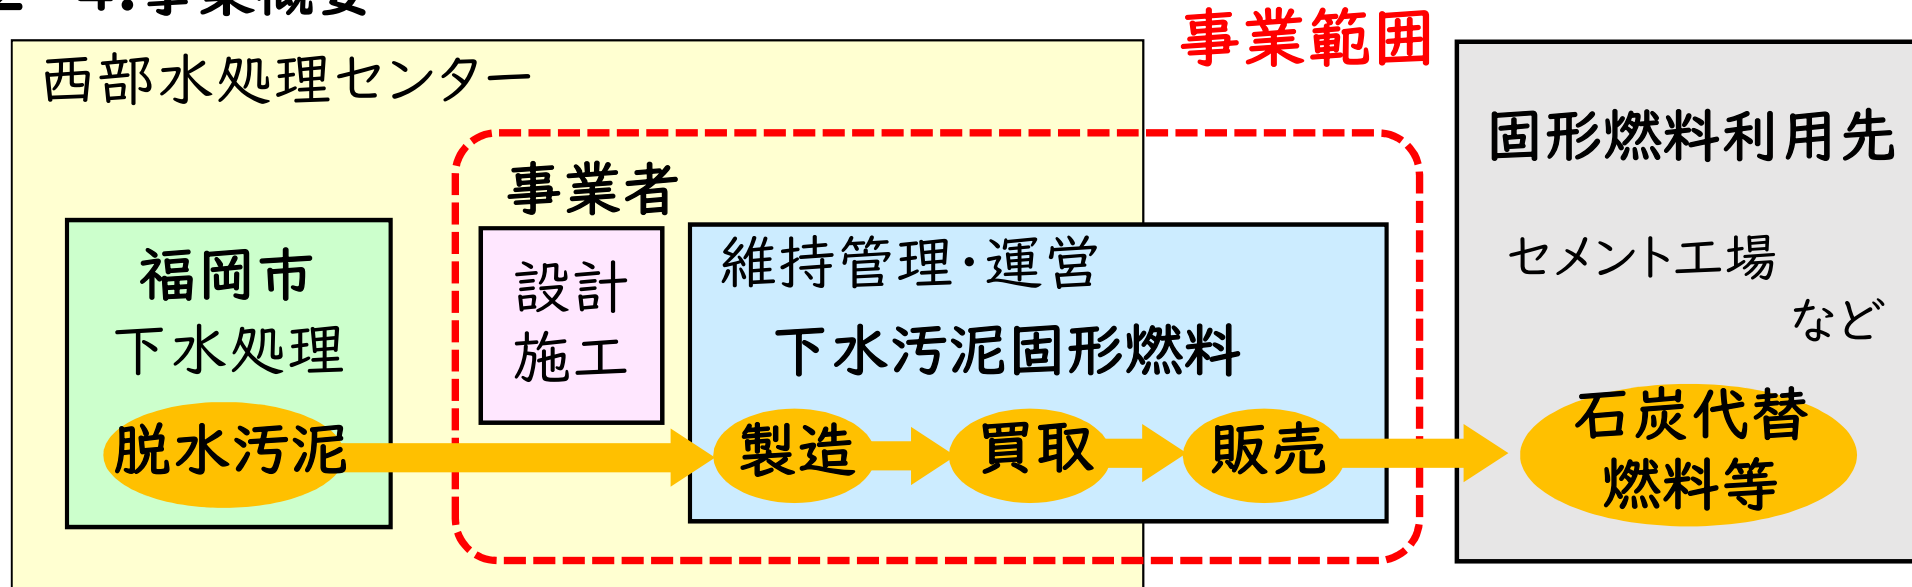 事業範囲
西部水処理センター
事業者
福岡市
下水処理
脱水汚泥
設計
施工
維持管理・運営
下水汚泥固形燃料
製造
買取
販売
固形燃料利用先
セメント工場
など
石炭代替
燃料等